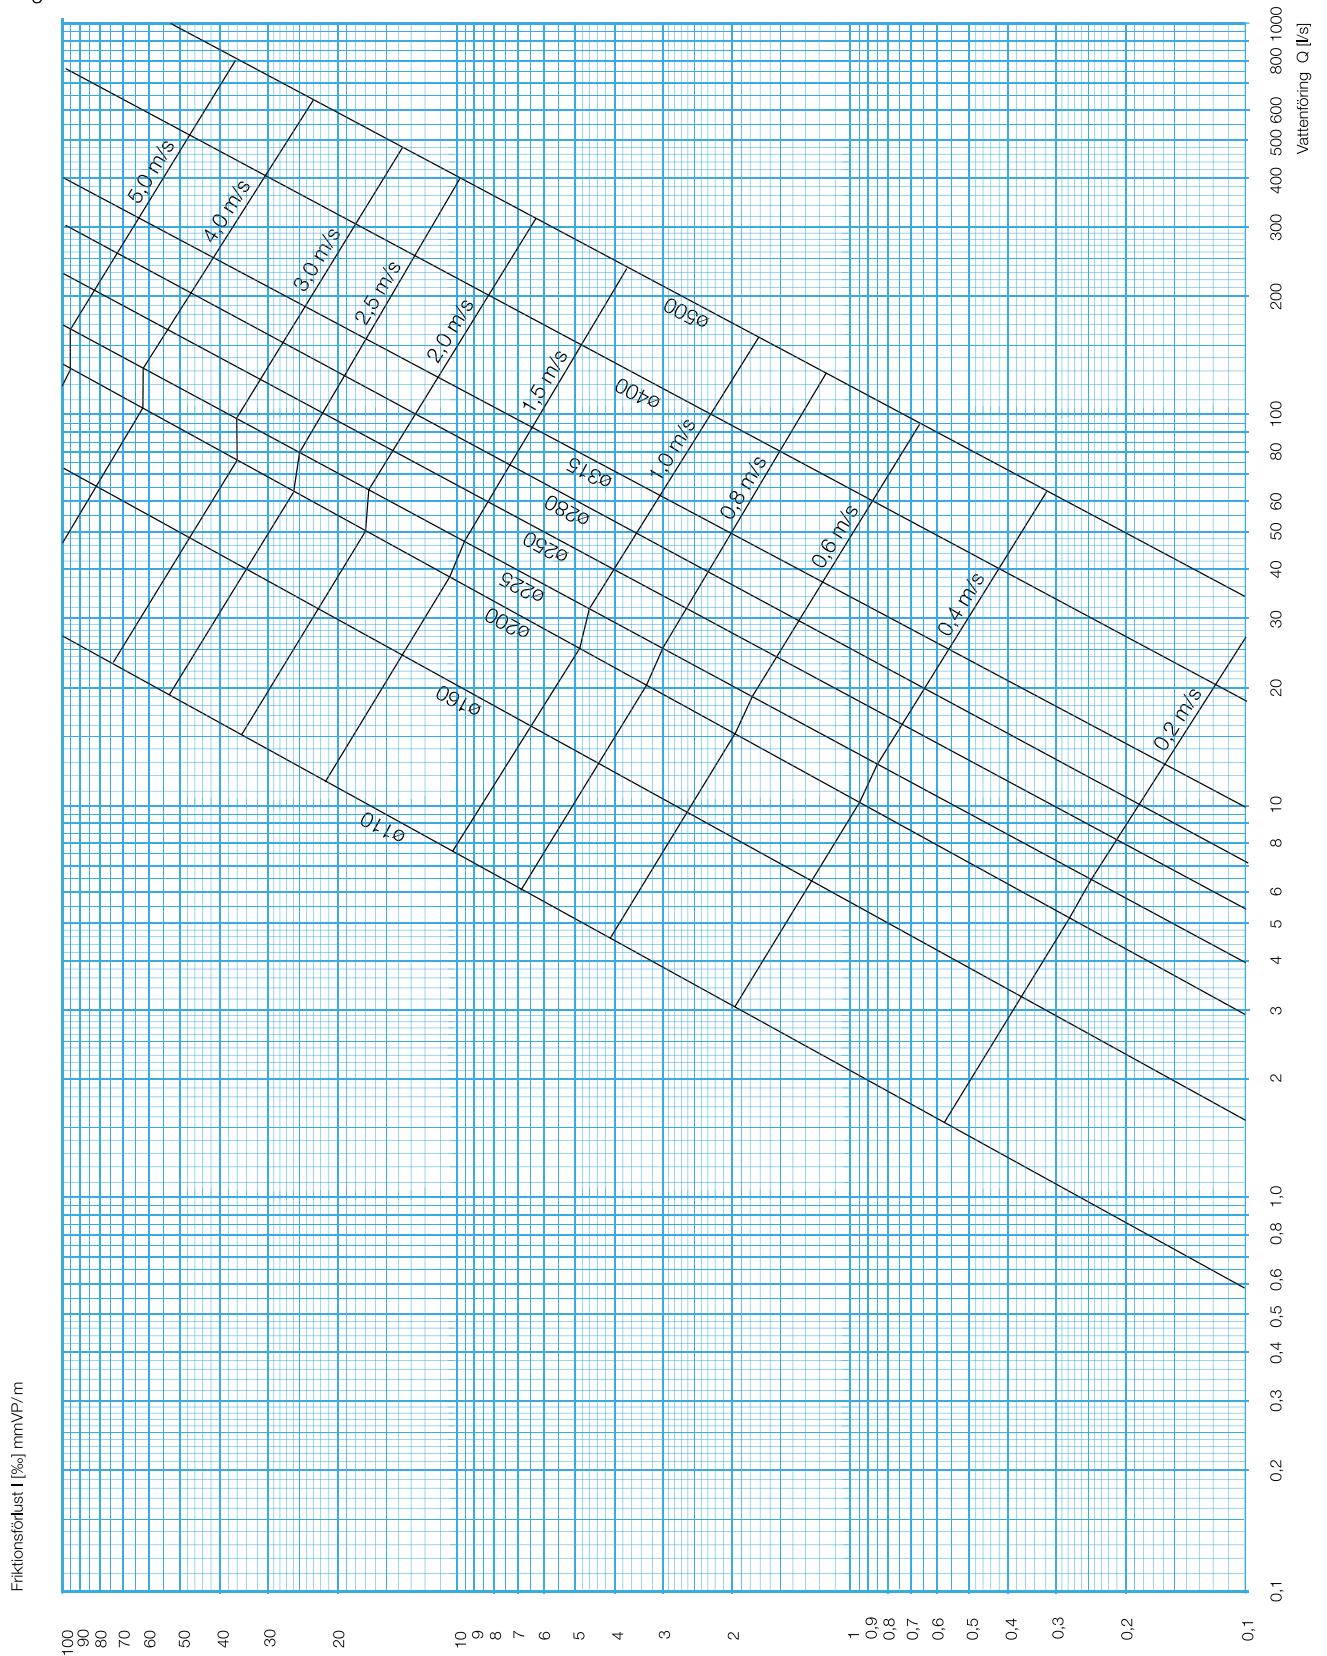 1000
800
600
500
400
300
200
100
80
60
50
40
30
20
10
8
6
5
4
3
2
1,0
0,8
0,6
0,5
0,4
0,3
0,2
0,1
Vattenföring Q [l/s]
5,0 m/s
4,0 m/s
3,0 m/s
2,5 m/s
2,0 m/s
1,5 m/s
1,0 m/s
0,8 m/s
0,6 m/s
0,4 m/s
0,2 m/s
ø500
ø400
ø315
ø280
ø250
ø225
ø200
ø160
ø110
Friktionsförlust I [‰] mmVP/m
100
90
80
70
60
50
40
30
20
10
9
8
7
6
5
4
3
2
1
0,9
0,8
0,7
0,6
0,5
0,4
0,3
0,2
0,1